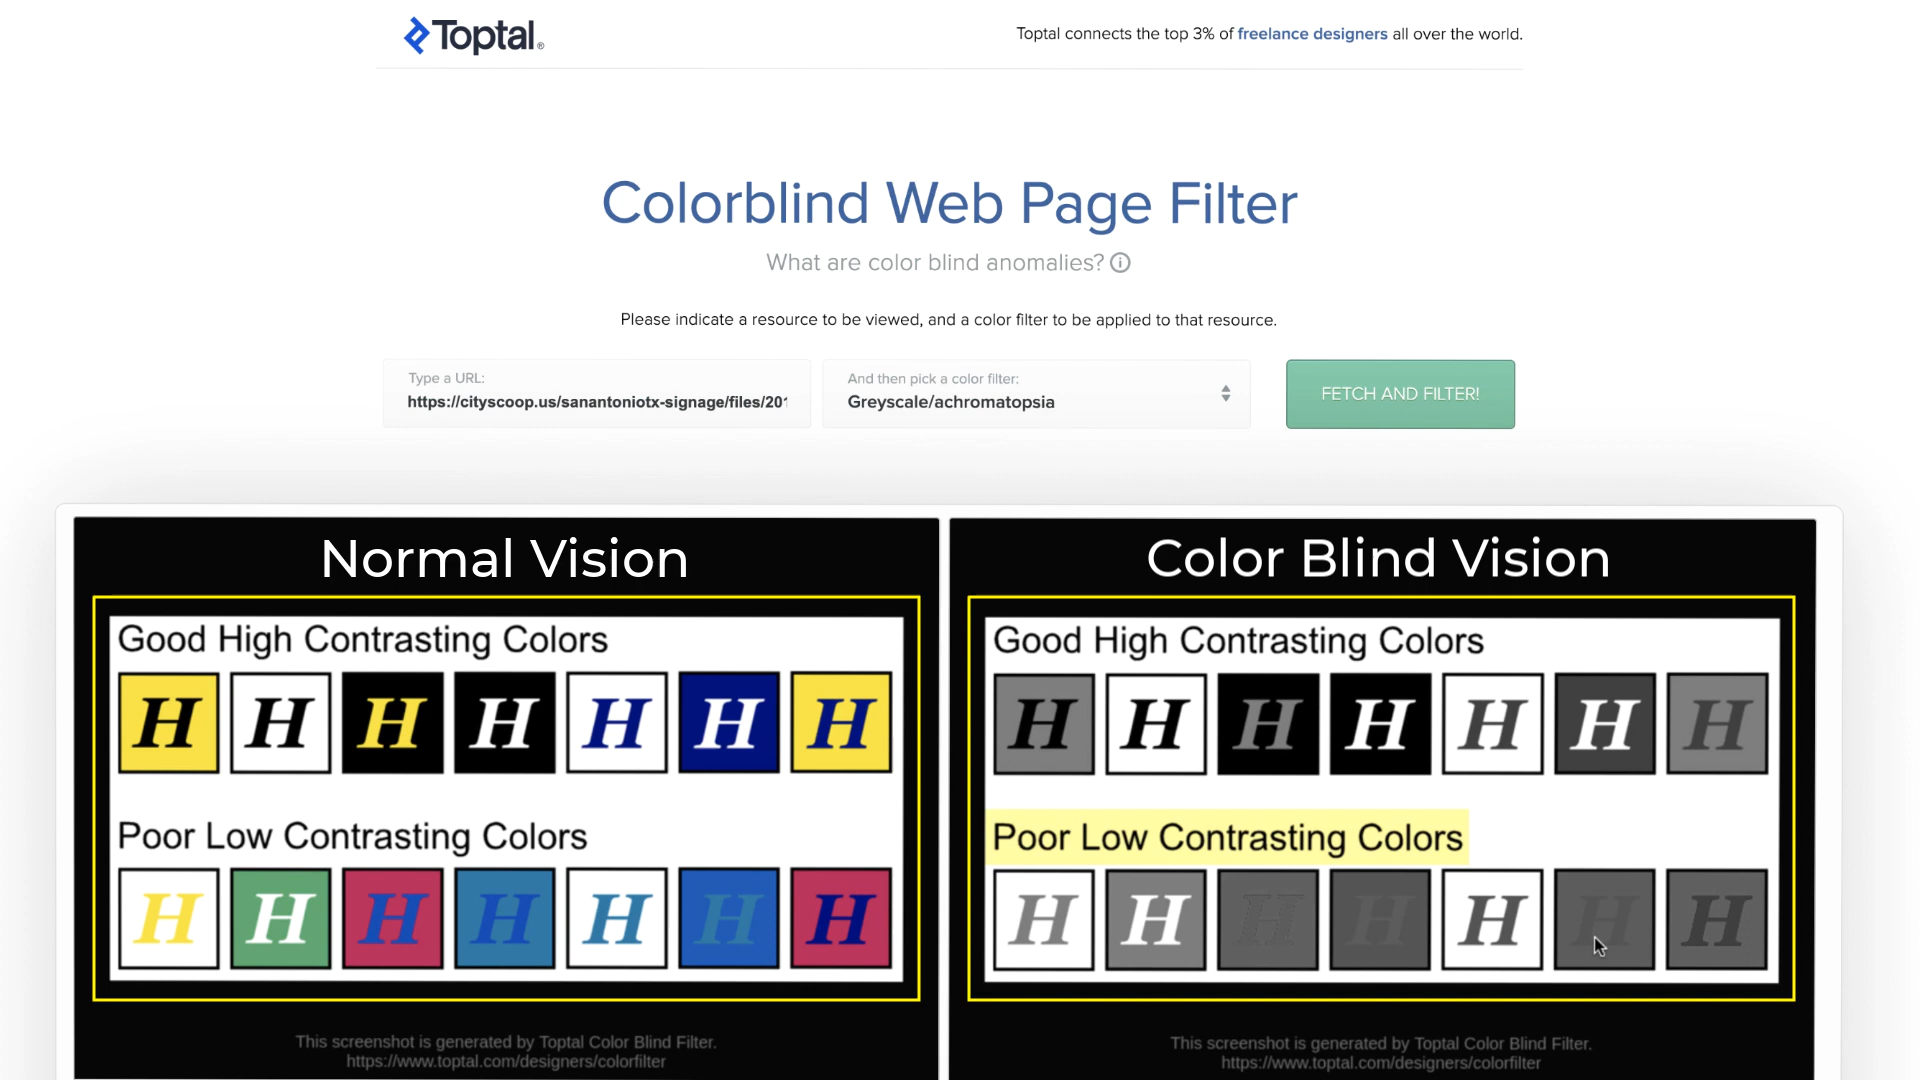 Toptal®
Toptal connects the top 3% of freelance designers all over the world.
Colorblind Web Page Filter
What are color blind anomalies?
Please indicate a resource to be viewed, and a color filter to be applied to that resource.
Type a URL:
https://cityscoop.us/sanantoniotx-signage/files/201
And then pick a color filter:
Greyscale/achromatopsia
FETCH AND FILTER!
Normal Vision
Good High Contrasting Colors
H H H H H H H
Poor Low Contrasting Colors
H H H H H H H
This screenshot is generated by Toptal Color Blind Filter.
https://www.toptal.com/designers/colorfilter
Color Blind Vision
Good High Contrasting Colors
H H H H H H H
Poor Low Contrasting Colors
H H H H H H H
This screenshot is generated by Toptal Color Blind Filter.
https://www.toptal.com/designers/colorfilter